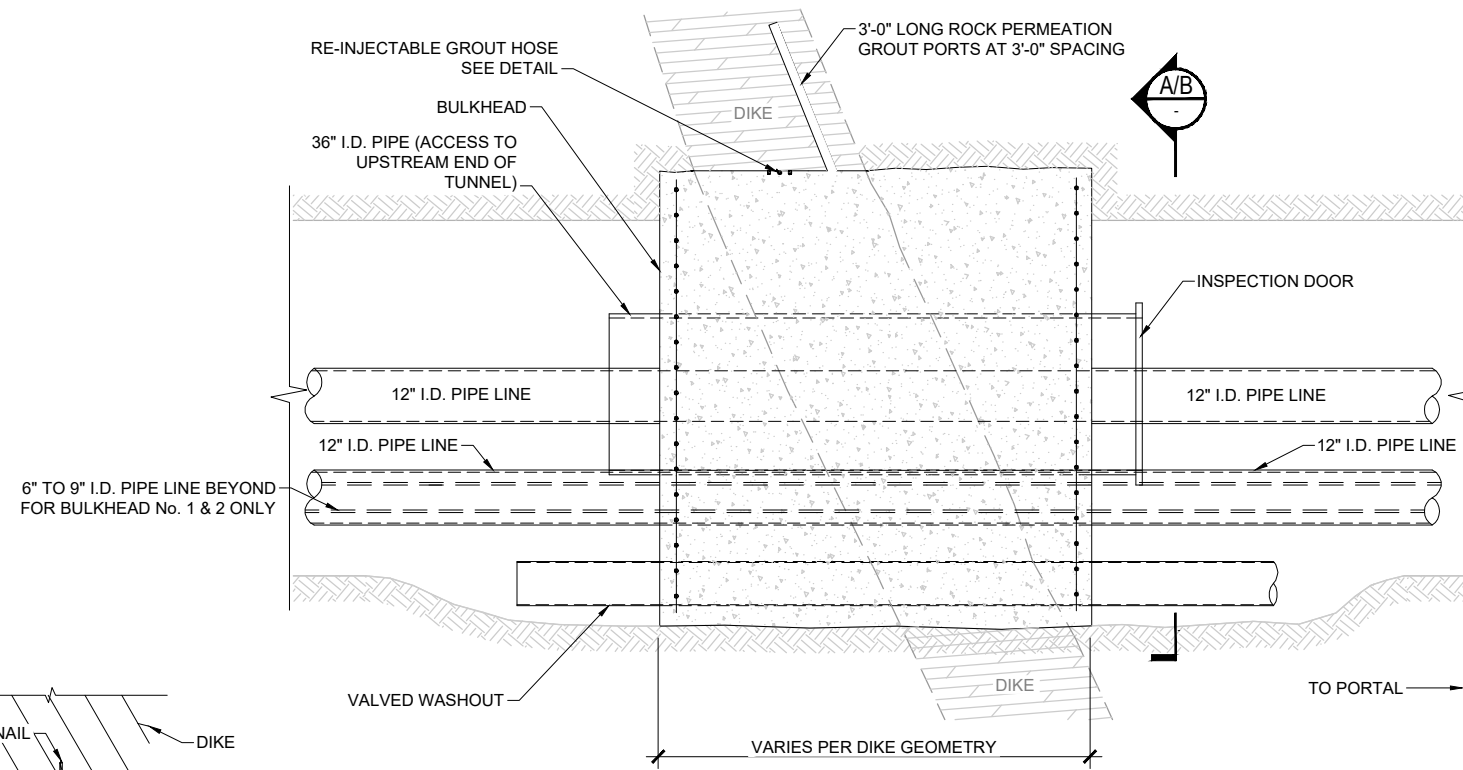 RE-INJECTABLE GROUT HOSE
SEE DETAIL
3'-0" LONG ROCK PERMEATION
GROUT PORTS AT 3'-0" SPACING
BULKHEAD
DIKE
A/B
-
36" I.D. PIPE (ACCESS TO
UPSTREAM END OF
TUNNEL)
INSPECTION DOOR
12" I.D. PIPE LINE
12" I.D. PIPE LINE
12" I.D. PIPE LINE
12" I.D. PIPE LINE
6" TO 9" I.D. PIPE LINE BEYOND
FOR BULKHEAD No. 1 & 2 ONLY
VALVED WASHOUT
DIKE
TO PORTAL
NAIL
DIKE
VARIES PER DIKE GEOMETRY